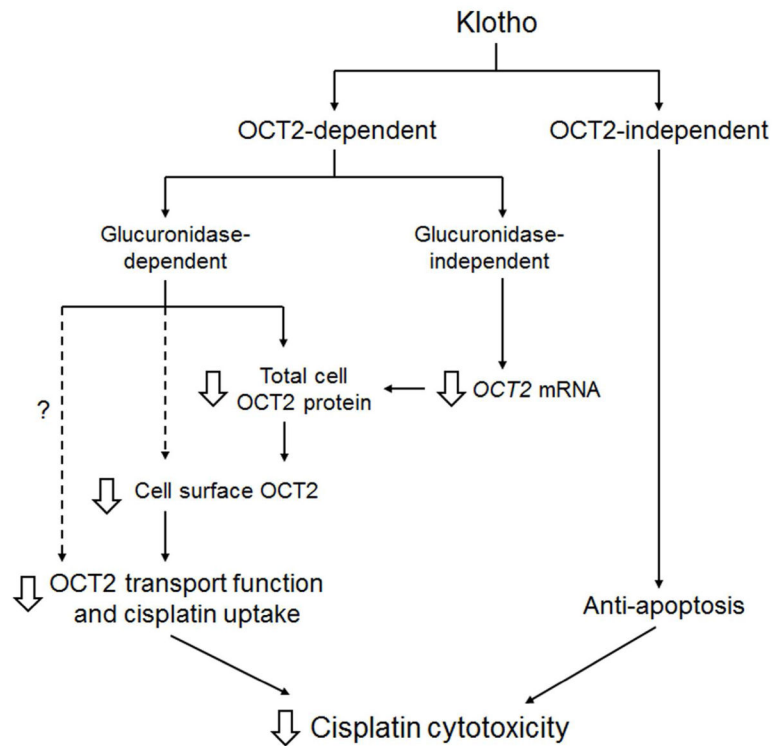 Klotho
OCT2-dependent
OCT2-independent
Glucuronidase-
dependent
Glucuronidase-
independent
Total cell
OCT2 protein
OCT2 mRNA
?
Cell surface OCT2
OCT2 transport function
and cisplatin uptake
Anti-apoptosis
Cisplatin cytotoxicity